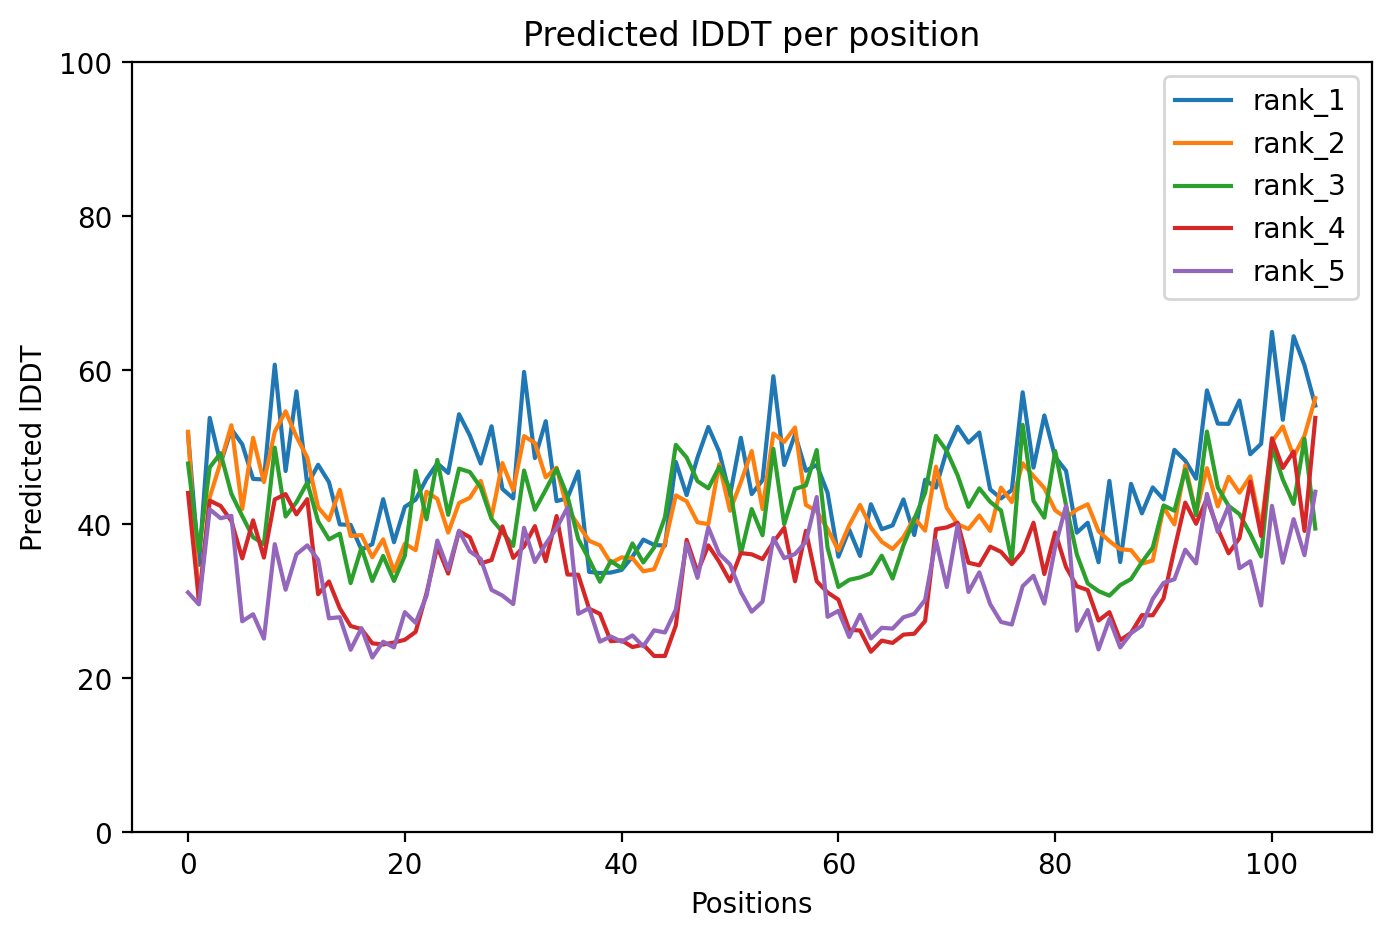 Predicted lDDT per position
100
80
60
40
20
0
Predicted lDDT
0 20 40 60 80 100
Positions
rank_1
rank_2
rank_3
rank_4
rank_5